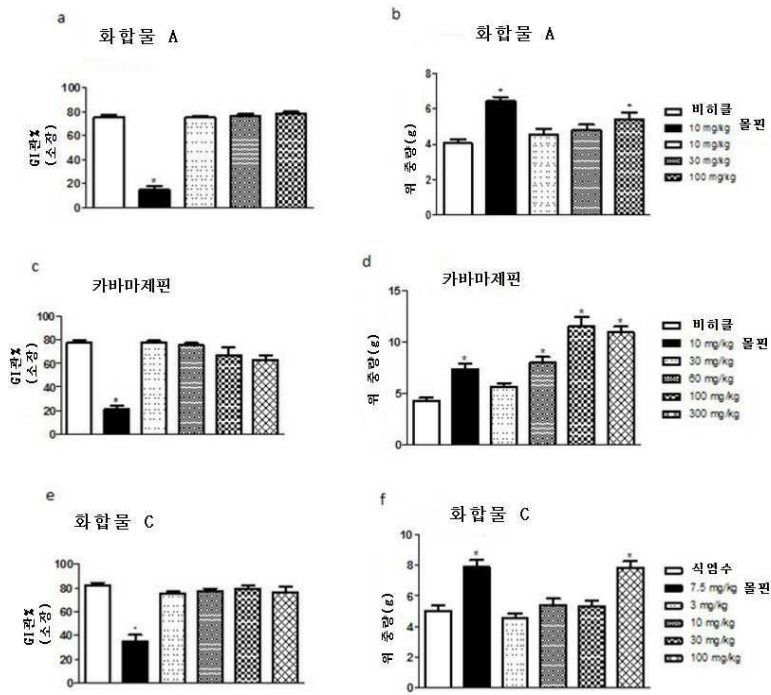 a
화합물 A
GI관%
(소장)
80
60
40
20
0
*
b
화합물 A
위 중량(g)
8
6
4
2
0
*
*
비히클
10 mg/kg 몰핀
10 mg/kg
30 mg/kg
100 mg/kg
c
카바마제핀
GI관%
(소장)
100
80
60
40
20
0
*
d
카바마제핀
위 중량(g)
15
10
5
0
*
*
*
*
비히클
10 mg/kg 몰핀
30 mg/kg
60 mg/kg
100 mg/kg
300 mg/kg
e
화합물 C
GI관%
(소장)
100
80
60
40
20
0
*
f
화합물 C
위 중량(g)
10
8
6
4
2
0
*
*
식염수
7.5 mg/kg 몰핀
3 mg/kg
10 mg/kg
30 mg/kg
100 mg/kg